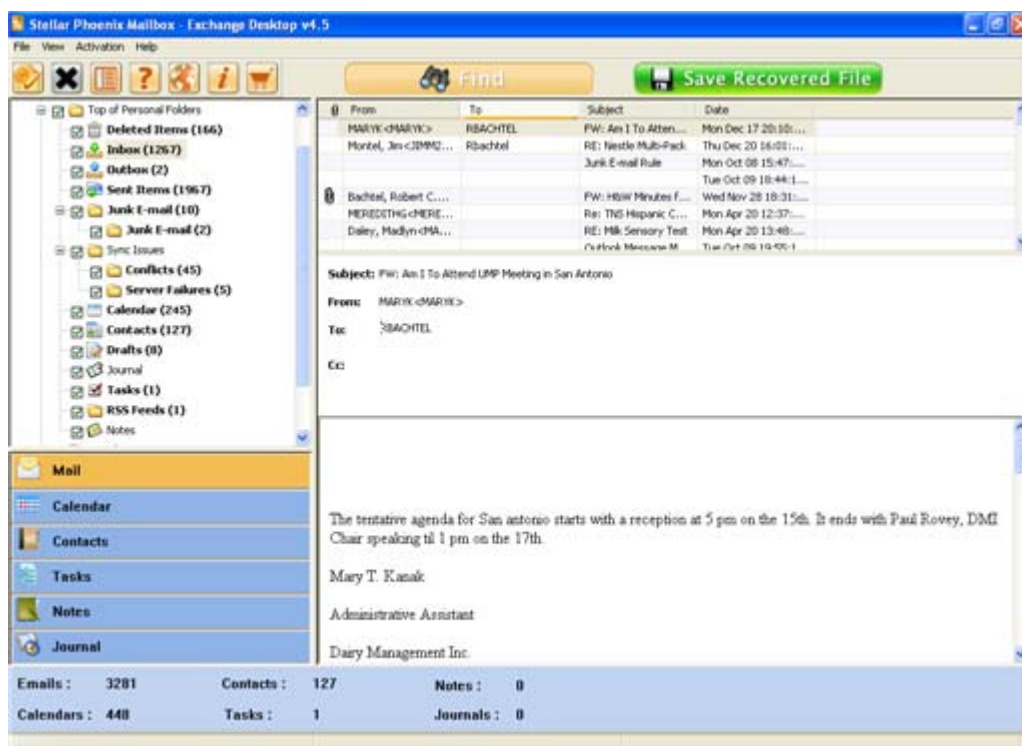 Stellar Phoenix Mailbox - Exchange Desktop v4.5
File View Activation Help
Find
Save Recovered File
Top of Personal Folders
Deleted Items (166)
Inbox (1267)
Outbox (2)
Sent Items (1967)
Junk E-mail (10)
Junk E-mail (2)
Sync Issues
Conflicts (45)
Server Failures (5)
Calendar (245)
Contacts (127)
Drafts (8)
Journal
Tasks (1)
RSS Feeds (1)
Notes
From To Subject Date
MARYK <MARYK> RBACHTEL FW: Am I To Atten.... Mon Dec 17 20:10:...
Montel, Jim<JIMM2... Rbachtel RE: Nestle Multi-Pack Thu Dec 20 16:01:...
Junk E-mail Rule Mon Oct 08 15:47:...
Tue Oct 09 18:44:1...
Bachtel, Robert C.... FW: H&W Minutes f... Wed Nov 28 18:31:...
MEREDITHG<MERE... Re: TNS Hispanic C... Mon Apr 20 12:37:...
Daley, Madlyn<MA... RE: Milk Sensory Test Mon Apr 20 13:48:...
Outlook Message M Tue Oct 09 19:55:1
Subject: FW: Am I To Attend UMP Meeting in San Antonio
From: MARYK <MARYK>
To: RBACHTEL
Cc:
The tentative agenda for San antonio starts with a reception at 5 pm on the 15th. It ends with Paul Rovey, DMI
Chair speaking til 1 pm on the 17th.
Mary T. Kanak
Administrative Assistant
Dairy Management Inc.
Mail
Calendar
Contacts
Tasks
Notes
Journal
Emails : 3281 Contacts : 127 Notes : 0
Calendars : 448 Tasks : 1 Journals : 0